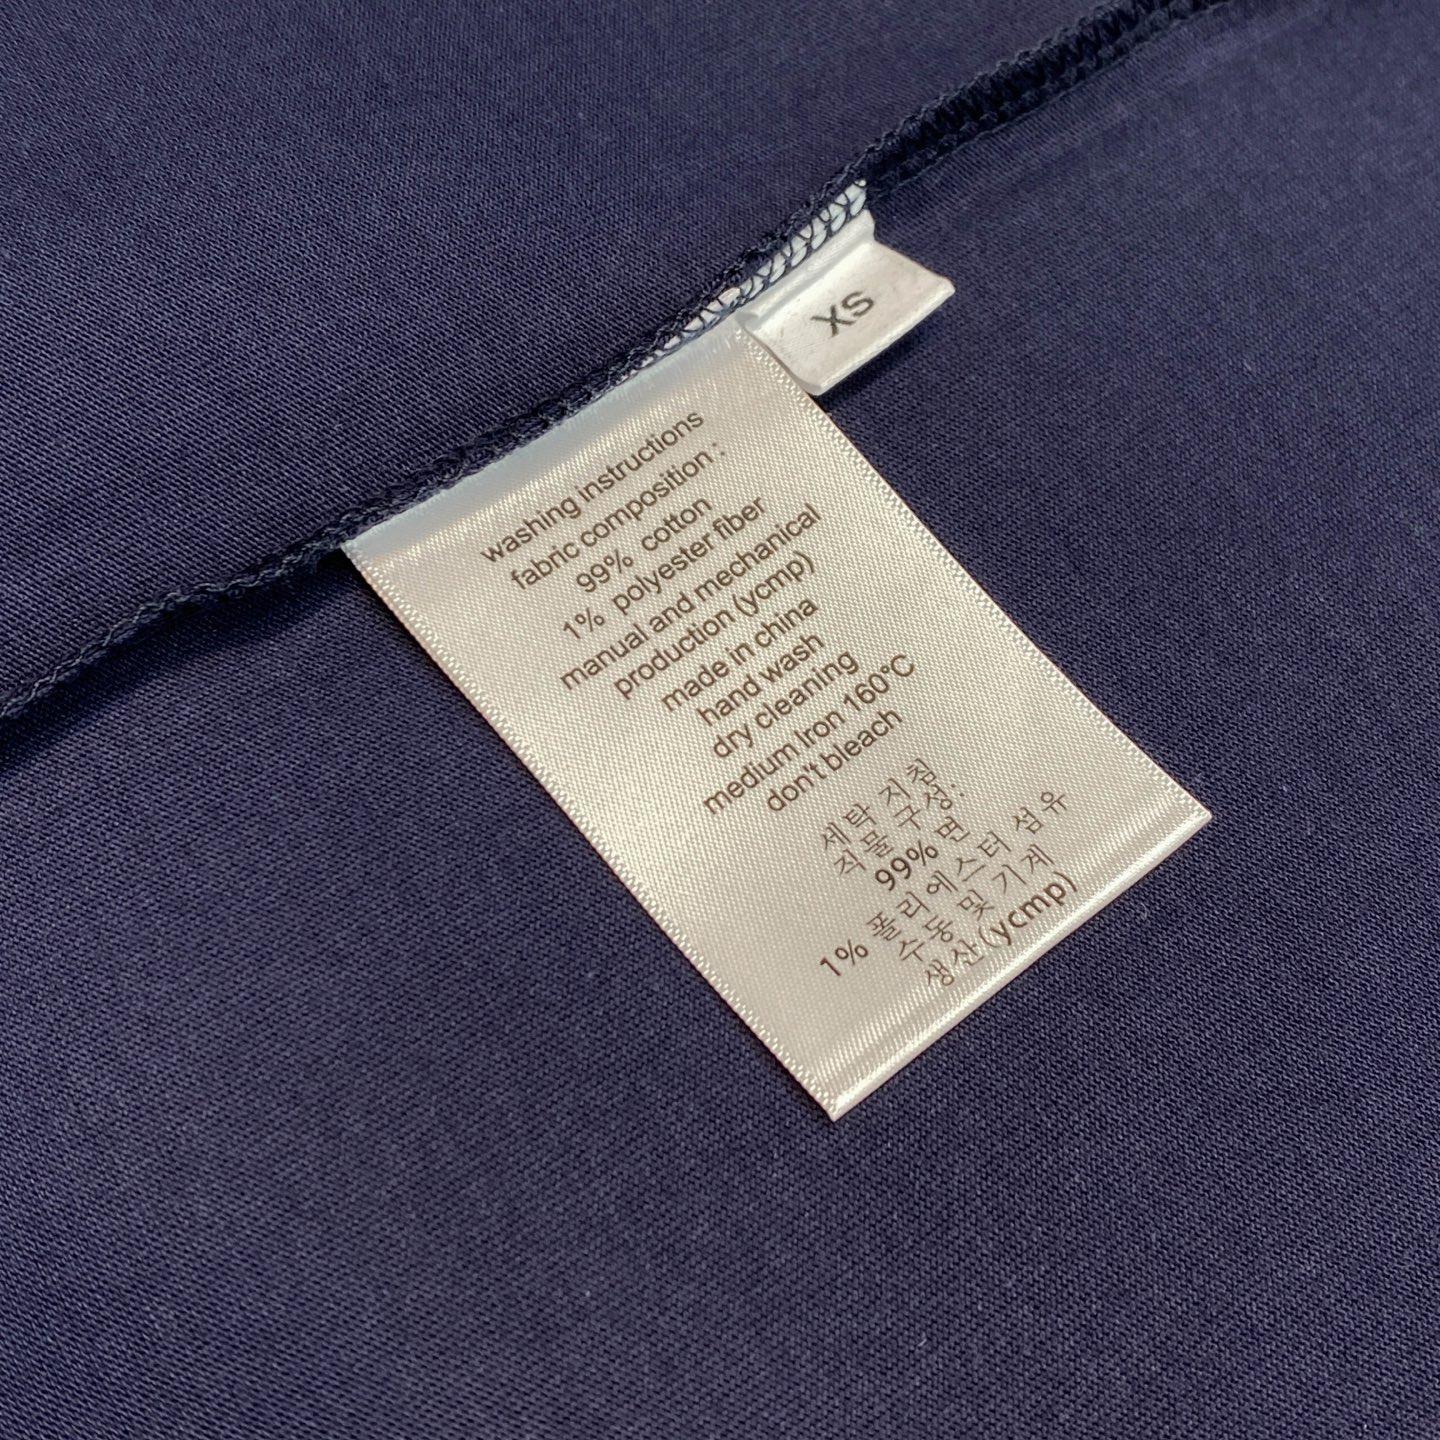 XS
washing instructions
fabric composition :
99% cotton
1% polyester fiber
manual and mechanical
production (ycmp)
made in china
hand wash
dry cleaning
medium Iron 160°C
don't bleach
세탁 지침
직물 구성:
99% 면
1% 폴리에스터 섬유
수동 및 기계
생산(ycmp)